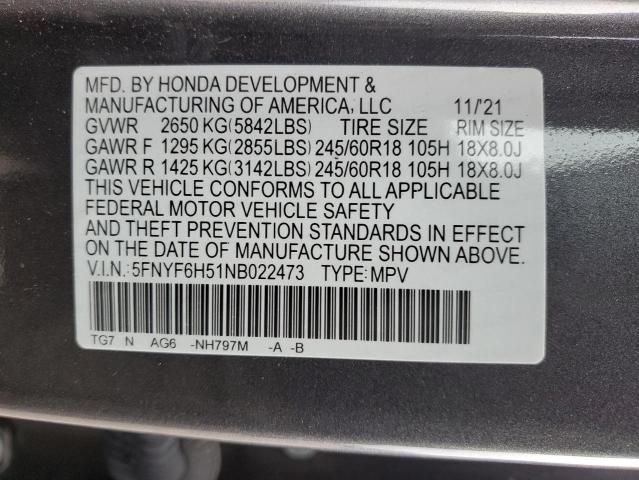 MFD. BY HONDA DEVELOPMENT &
MANUFACTURING OF AMERICA, LLC 11/'21
GVWR 2650 KG(5842LBS) TIRE SIZE RIM SIZE
GAWR F 1295 KG(2855LBS) 245/60R18 105H 18X8.0J
GAWR R 1425 KG(3142LBS) 245/60R18 105H 18X8.0J
THIS VEHICLE CONFORMS TO ALL APPLICABLE
FEDERAL MOTOR VEHICLE SAFETY
AND THEFT PREVENTION STANDARDS IN EFFECT
ON THE DATE OF MANUFACTURE SHOWN ABOVE.
V.I.N.: 5FNYF6H51NB022473 TYPE: MPV
TG7 N AG6 -NH797M -A -B